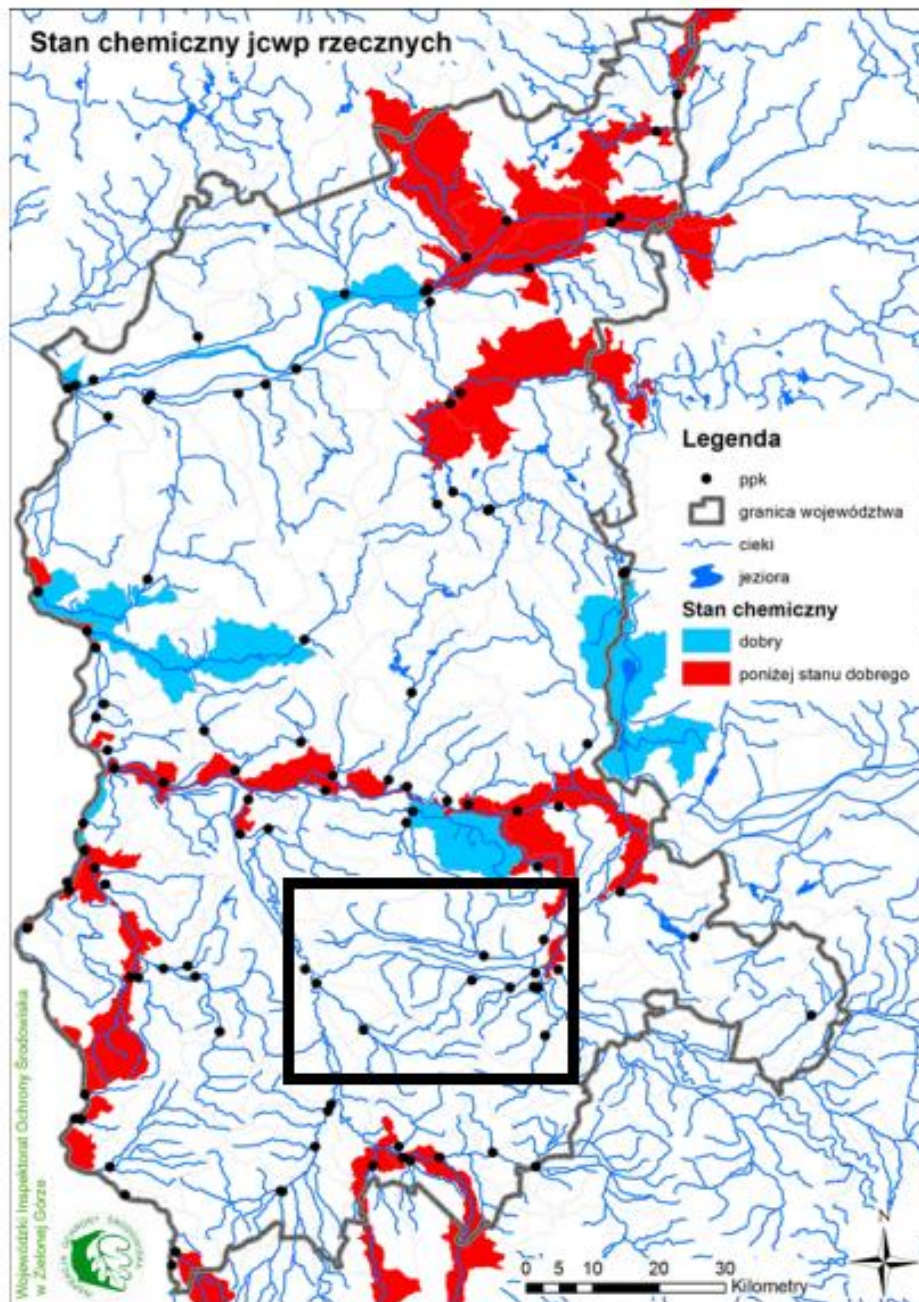 Stan chemiczny jcwp rzecznych
Legenda
ppk
granica województwa
cieki
jeziora
Stan chemiczny
dobry
poniżej stanu dobrego
Wojewódzki Inspektorat Ochrony Środowiska
w Zielonej Górze
N
0 5 10 20 30
Kilometry